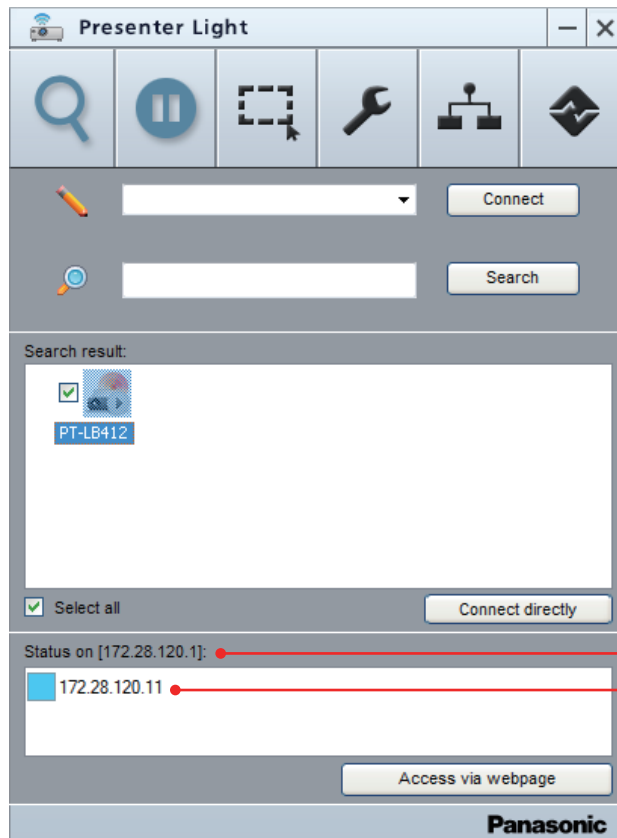 Presenter Light
Connect
Search
Search result:
PT-LB412
Select all
Connect directly
Status on [172.28.120.1]:
172.28.120.11
Access via webpage
Panasonic